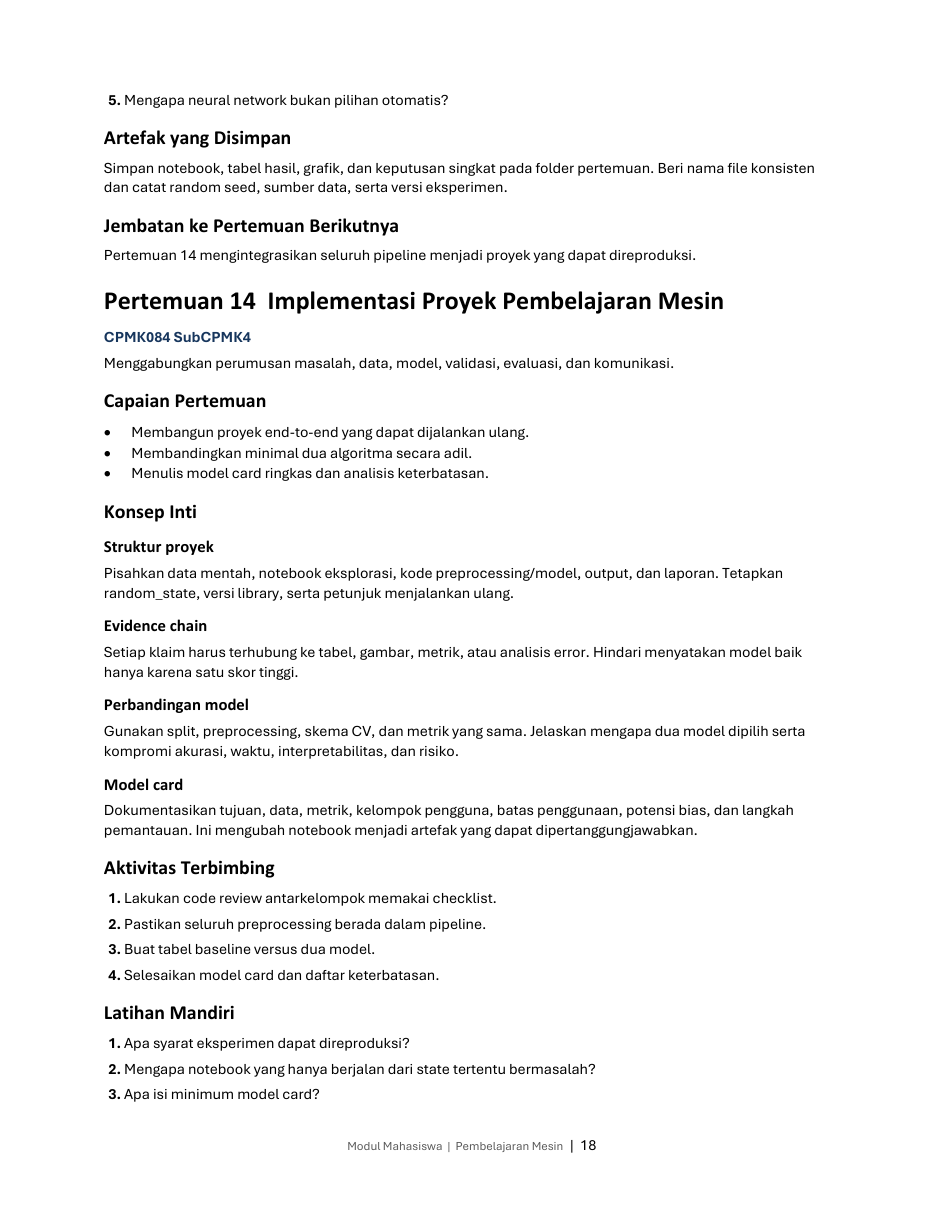 5. Mengapa neural network bukan pilihan otomatis?
Artefak yang Disimpan
Simpan notebook, tabel hasil, grafik, dan keputusan singkat pada folder pertemuan. Beri nama file konsisten
dan catat random seed, sumber data, serta versi eksperimen.
Jembatan ke Pertemuan Berikutnya
Pertemuan 14 mengintegrasikan seluruh pipeline menjadi proyek yang dapat direproduksi.
Pertemuan 14  Implementasi Proyek Pembelajaran Mesin
CPMK084 SubCPMK4
Menggabungkan perumusan masalah, data, model, validasi, evaluasi, dan komunikasi.
Capaian Pertemuan
• Membangun proyek end-to-end yang dapat dijalankan ulang.
• Membandingkan minimal dua algoritma secara adil.
• Menulis model card ringkas dan analisis keterbatasan.
Konsep Inti
Struktur proyek
Pisahkan data mentah, notebook eksplorasi, kode preprocessing/model, output, dan laporan. Tetapkan
random_state, versi library, serta petunjuk menjalankan ulang.
Evidence chain
Setiap klaim harus terhubung ke tabel, gambar, metrik, atau analisis error. Hindari menyatakan model baik
hanya karena satu skor tinggi.
Perbandingan model
Gunakan split, preprocessing, skema CV, dan metrik yang sama. Jelaskan mengapa dua model dipilih serta
kompromi akurasi, waktu, interpretabilitas, dan risiko.
Model card
Dokumentasikan tujuan, data, metrik, kelompok pengguna, batas penggunaan, potensi bias, dan langkah
pemantauan. Ini mengubah notebook menjadi artefak yang dapat dipertanggungjawabkan.
Aktivitas Terbimbing
1. Lakukan code review antarkelompok memakai checklist.
2. Pastikan seluruh preprocessing berada dalam pipeline.
3. Buat tabel baseline versus dua model.
4. Selesaikan model card dan daftar keterbatasan.
Latihan Mandiri
1. Apa syarat eksperimen dapat direproduksi?
2. Mengapa notebook yang hanya berjalan dari state tertentu bermasalah?
3. Apa isi minimum model card?
Modul Mahasiswa | Pembelajaran Mesin | 18